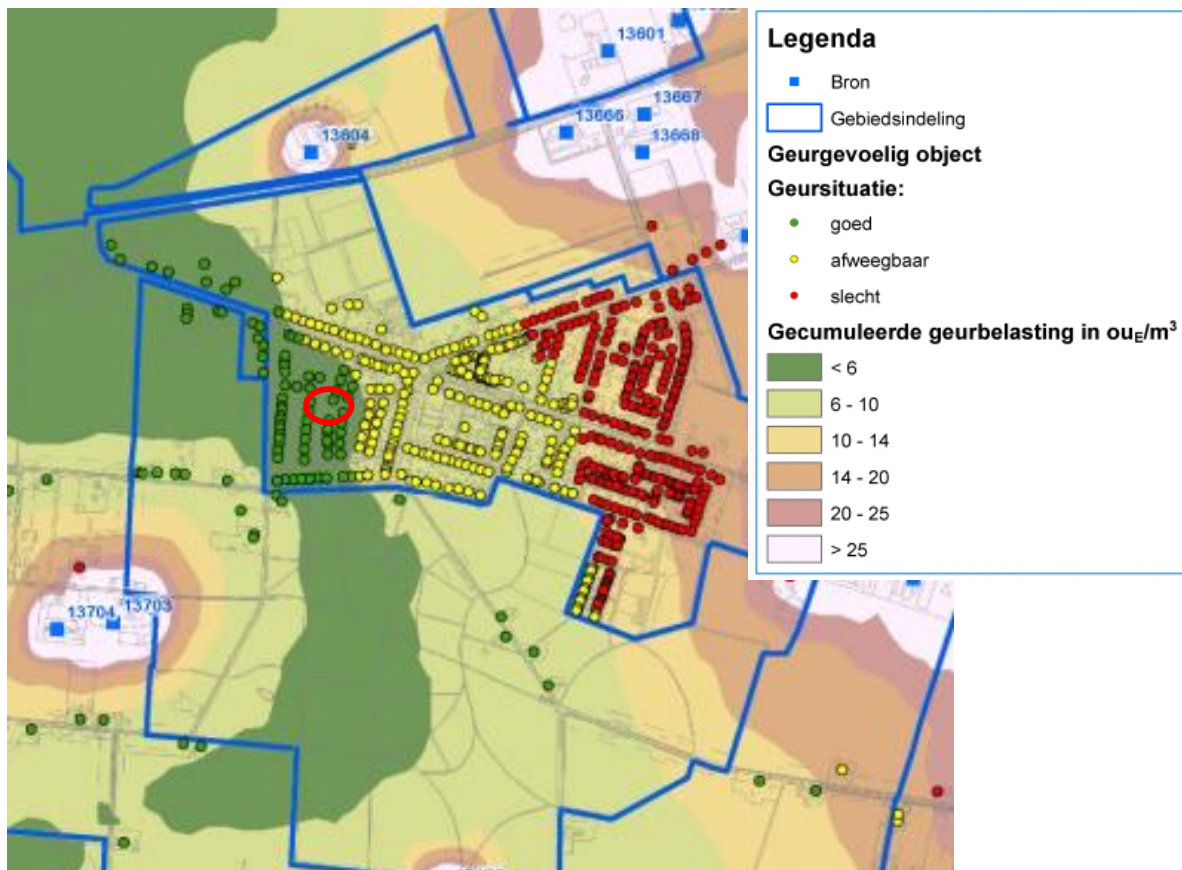 13601
13667
13666
13668
13604
13704
13703
Legenda
Bron
Gebiedsindeling
Geurgevoelig object
Geursituatie:
goed
afweegbaar
slecht
Gecumuleerde geurbelasting in ouE/m³
< 6
6 - 10
10 - 14
14 - 20
20 - 25
> 25